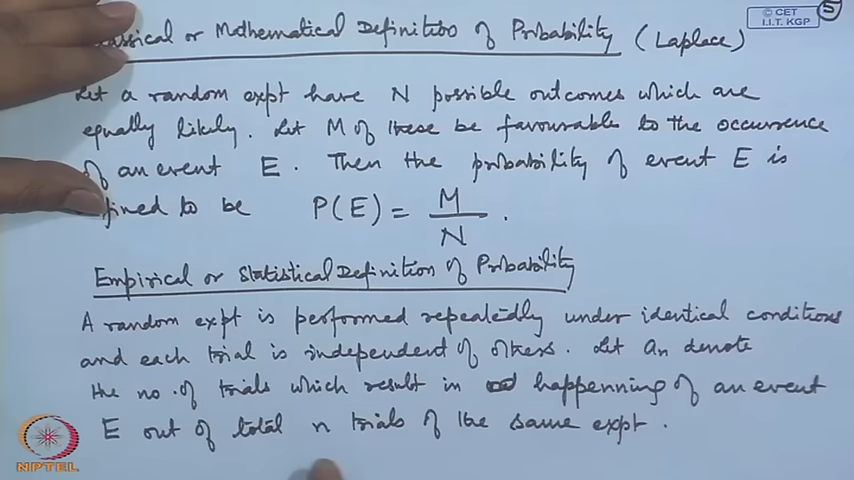 © CET
I.I.T. KGP
5
Classical or Mathematical Definition of Probability (Laplace)
Let a random expt have N possible outcomes which are
equally likely. Let M of these be favourable to the occurrence
of an event E. Then the probability of event E is
fined to be P(E) = M/N.
Empirical or Statistical Definition of Probability
A random expt is performed repeatedly under identical conditions
and each trial is independent of others. Let an denote
the no. of trials which result in happenning of an event
E out of total n trials of the same expt.
NPTEL